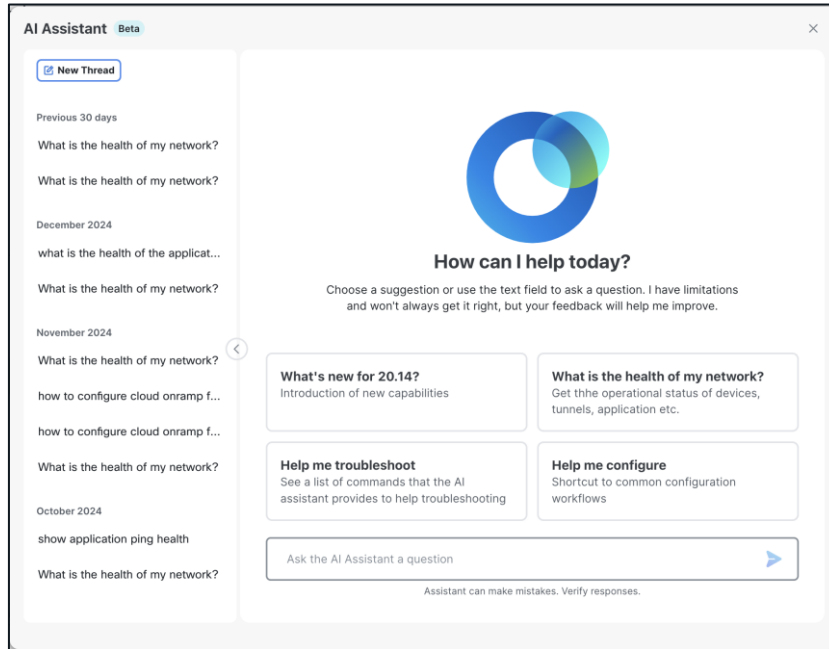 AI Assistant Beta
New Thread
Previous 30 days
What is the health of my network?
What is the health of my network?
December 2024
what is the health of the applicat...
What is the health of my network?
November 2024
What is the health of my network?
how to configure cloud onramp f...
how to configure cloud onramp f...
What is the health of my network?
October 2024
show application ping health
What is the health of my network?
How can I help today?
Choose a suggestion or use the text field to ask a question. I have limitations
and won't always get it right, but your feedback will help me improve.
What's new for 20.14?
Introduction of new capabilities
What is the health of my network?
Get thhe operational status of devices,
tunnels, application etc.
Help me troubleshoot
See a list of commands that the AI
assistant provides to help troubleshooting
Help me configure
Shortcut to common configuration
workflows
Ask the AI Assistant a question
Assistant can make mistakes. Verify responses.